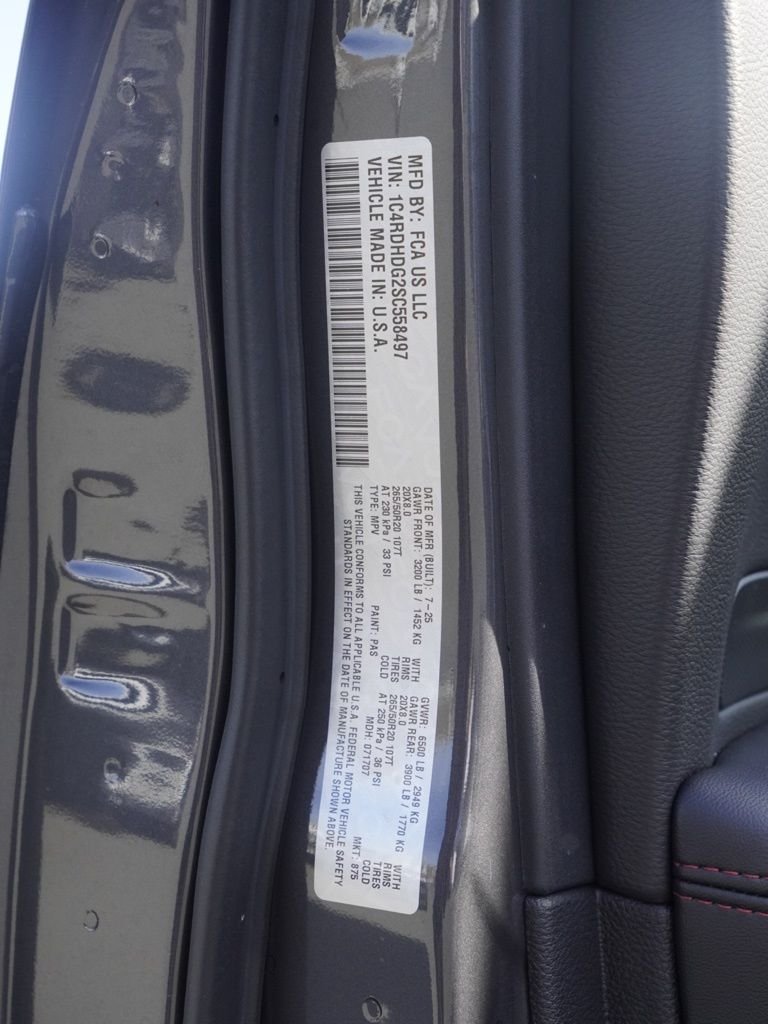 MFD BY: FCA US LLC
VIN: 1C4RDHDG2SC558497
VEHICLE MADE IN: U.S.A.
DATE OF MFR (BUILT): 7-25 GVWR: 6500 LB / 2949 KG
GAWR FRONT: 3200 LB / 1452 KG WITH GAWR REAR: 3900 LB / 1770 KG WITH
20X8.0 RIMS 20X8.0 RIMS
265/50R20 107T TIRES 265/50R20 107T TIRES
AT 230 kPa / 33 PSI COLD AT 250 kPa / 36 PSI COLD
TYPE: MPV PAINT: PAS MDH: 071707 MKT: 875
THIS VEHICLE CONFORMS TO ALL APPLICABLE U.S.A. FEDERAL MOTOR VEHICLE SAFETY
STANDARDS IN EFFECT ON THE DATE OF MANUFACTURE SHOWN ABOVE.